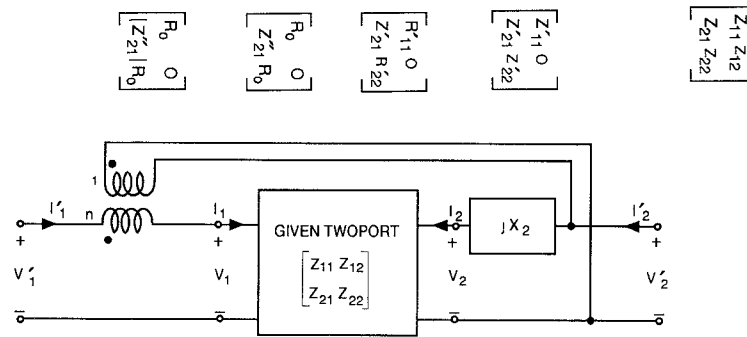 R₀ O
|Z″₂₁| R₀
R₀ O
Z″₂₁ R₀
R′₁₁ O
Z′₂₁ R′₂₂
Z′₁₁ O
Z′₂₁ Z′₂₂
Z₁₁ Z₁₂
Z₂₁ Z₂₂
1
I′₁
n
I₁
I₂
jX₂
I′₂
GIVEN TWOPORT
Z₁₁ Z₁₂
Z₂₁ Z₂₂
+ + + +
V′₁
V₁
V₂
V′₂
− − − −